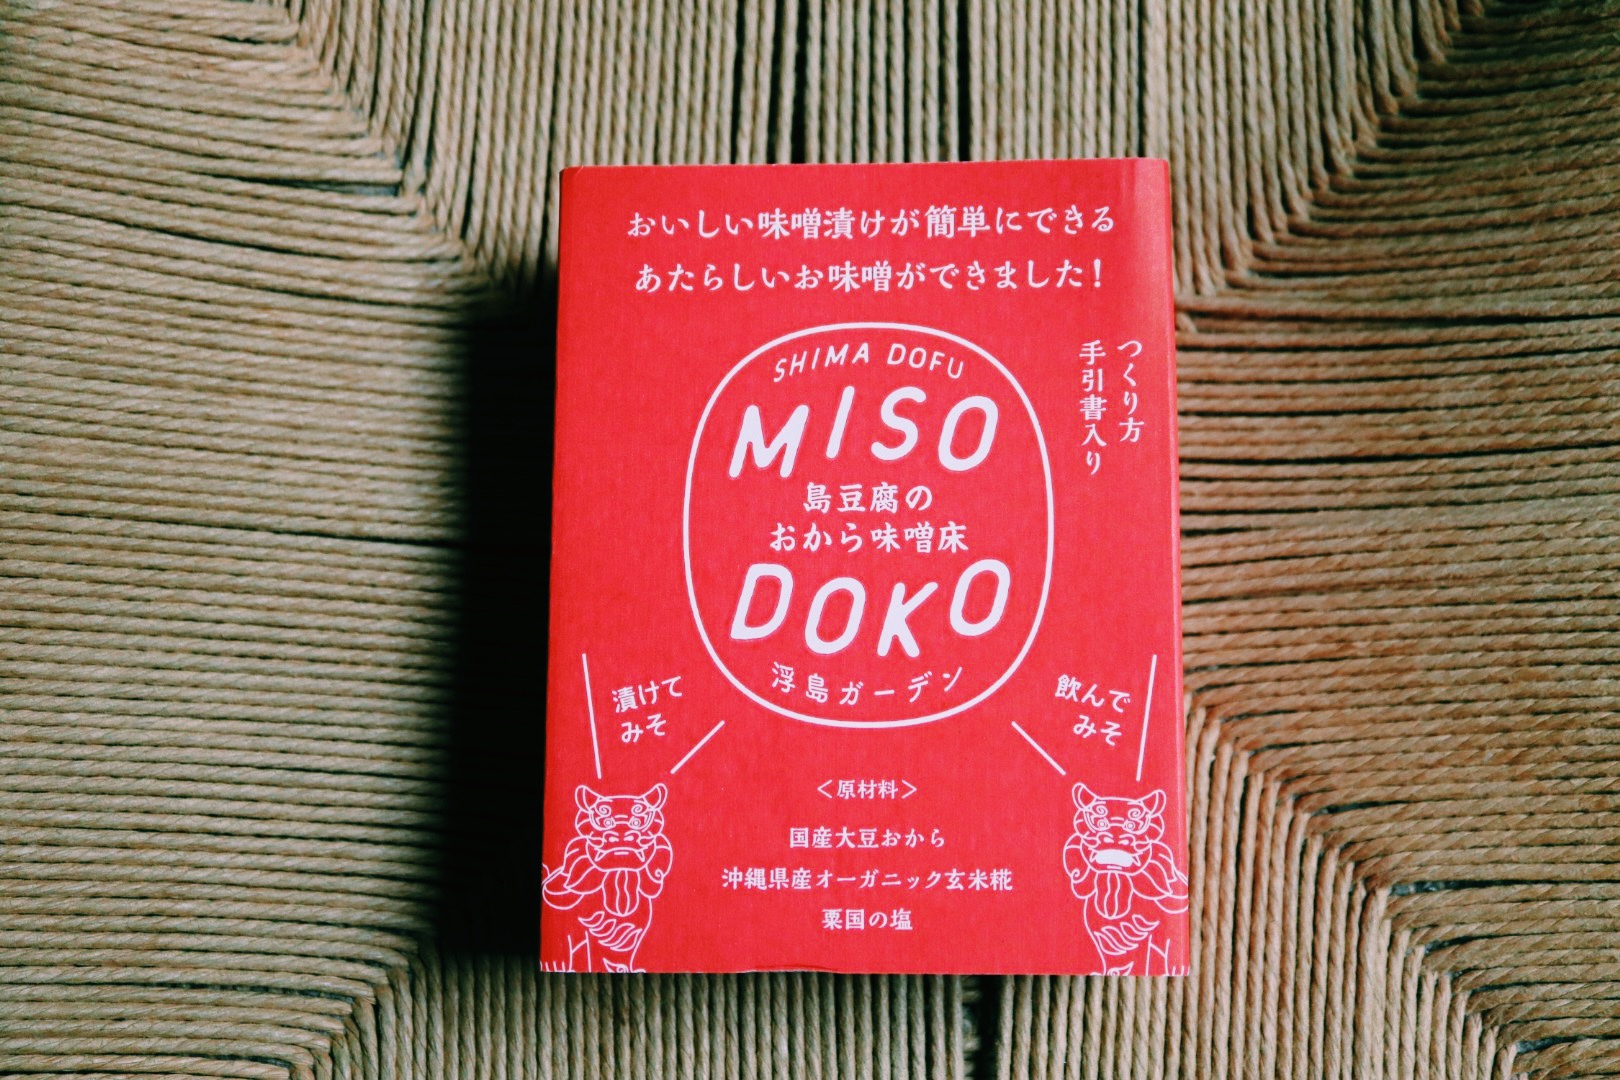 おいしい味噌漬けが簡単にできる
あたらしいお味噌ができました!
つくり方
手引書入り
SHIMA DOFU
MISO
島豆腐の
おから味噌床
DOKO
浮島ガーデン
漬けて
みそ
飲んで
みそ
<原材料>
国産大豆おから
沖縄県産オーガニック玄米糀
粟国の塩